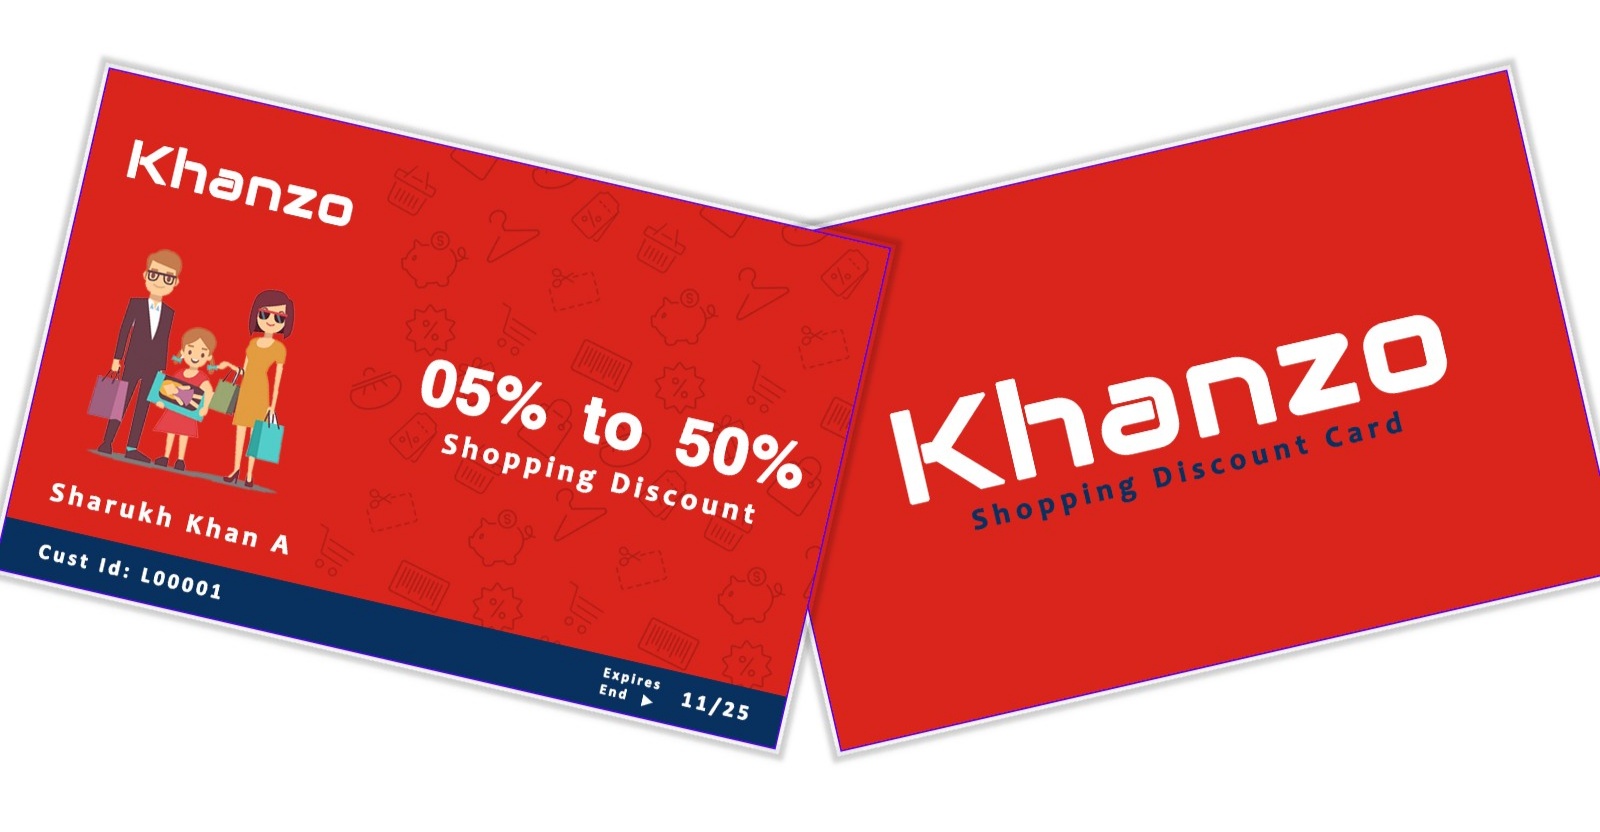 Khanzo
05% to 50%
Shopping Discount
Sharukh Khan A
Cust Id: L00001
Expires
End ▶ 11/25
Khanzo
Shopping Discount Card